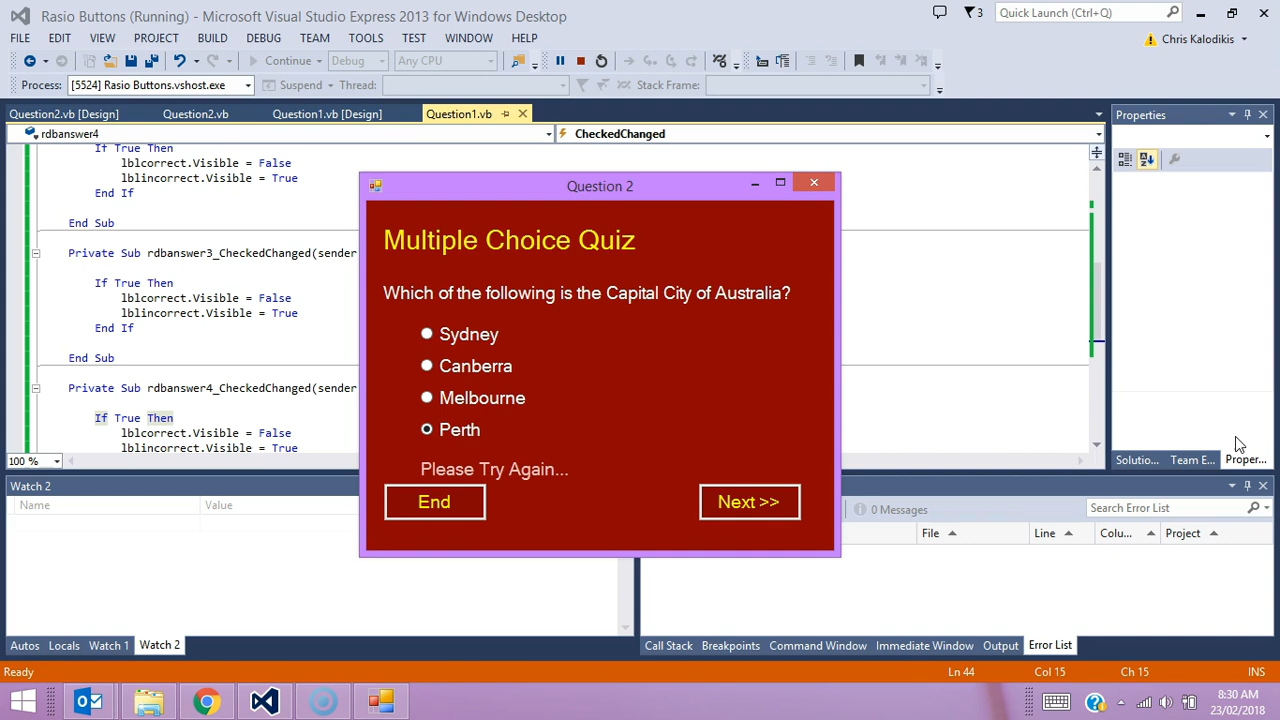 Rasio Buttons (Running) - Microsoft Visual Studio Express 2013 for Windows Desktop
3
Quick Launch (Ctrl+Q)
FILE EDIT VIEW PROJECT BUILD DEBUG TEAM TOOLS TEST WINDOW HELP
Chris Kalodikis
Continue Debug Any CPU
Process: [5524] Rasio Buttons.vshost.exe Suspend Thread: Stack Frame:
Question2.vb [Design] Question2.vb Question1.vb [Design] Question1.vb
Properties
rdbanswer4 CheckedChanged
If True Then
lblcorrect.Visible = False
lblincorrect.Visible = True
End If
End Sub
Private Sub rdbanswer3_CheckedChanged(sender
If True Then
lblcorrect.Visible = False
lblincorrect.Visible = True
End If
End Sub
Private Sub rdbanswer4_CheckedChanged(sender
If True Then
lblcorrect.Visible = False
lblincorrect.Visible = True
100 %
Question 2
Multiple Choice Quiz
Which of the following is the Capital City of Australia?
Sydney
Canberra
Melbourne
Perth
Please Try Again...
End Next >>
Solutio... Team E... Proper...
Watch 2
Name Value
0 Messages
Search Error List
File Line Colu... Project
Autos Locals Watch 1 Watch 2
Call Stack Breakpoints Command Window Immediate Window Output Error List
Ready Ln 44 Col 15 Ch 15 INS
8:30 AM
23/02/2018